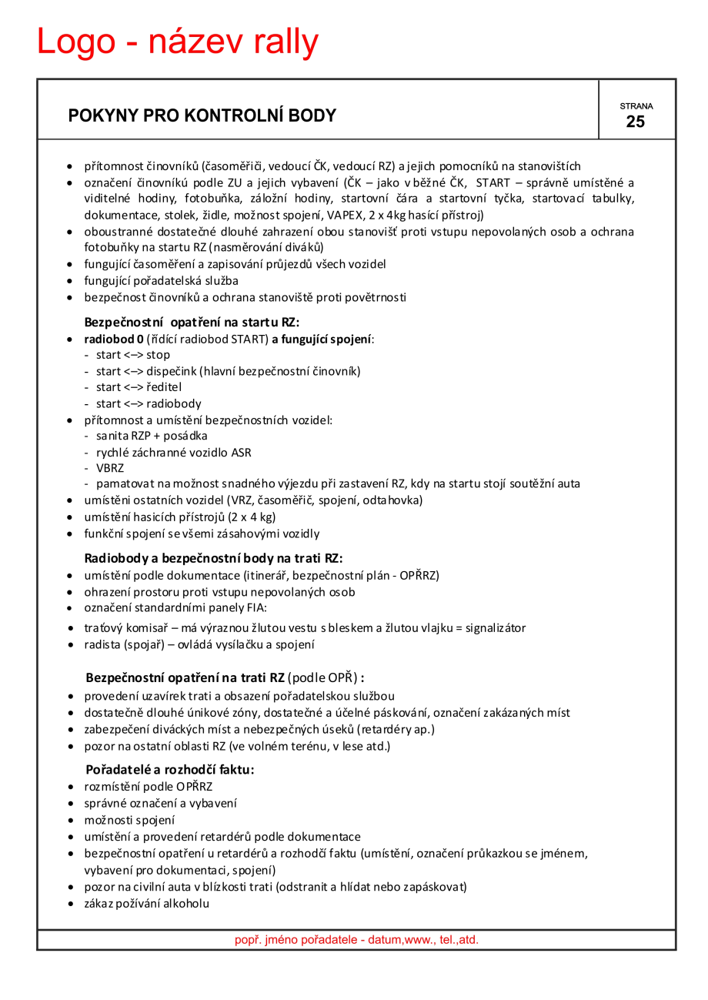 Logo - název rally
POKYNY PRO KONTROLNÍ BODY
STRANA
25
• přítomnost činovníků (časoměřiči, vedoucí ČK, vedoucí RZ) a jejich pomocníků na stanovištích
• označení činovníkú podle ZU a jejich vybavení (ČK – jako v běžné ČK, START – správně umístěné a
viditelné hodiny, fotobuňka, záložní hodiny, startovní čára a startovní tyčka, startovací tabulky,
dokumentace, stolek, židle, možnost spojení, VAPEX, 2 x 4kg hasící přístroj)
• oboustranné dostatečné dlouhé zahrazení obou stanovišť proti vstupu nepovolaných osob a ochrana
fotobuňky na startu RZ (nasměrování diváků)
• fungující časoměření a zapisování průjezdů všech vozidel
• fungující pořadatelská služba
• bezpečnost činovníků a ochrana stanoviště proti povětrnosti
Bezpečnostní opatření na startu RZ:
• radiobod 0 (řídící radiobod START) a fungující spojení:
- start <–> stop
- start <–> dispečink (hlavní bezpečnostní činovník)
- start <–> ředitel
- start <–> radiobody
• přítomnost a umístění bezpečnostních vozidel:
- sanita RZP + posádka
- rychlé záchranné vozidlo ASR
- VBRZ
- pamatovat na možnost snadného výjezdu při zastavení RZ, kdy na startu stojí soutěžní auta
• umístěni ostatních vozidel (VRZ, časoměřič, spojení, odtahovka)
• umístění hasicích přístrojů (2 x 4 kg)
• funkční spojení se všemi zásahovými vozidly
Radiobody a bezpečnostní body na trati RZ:
• umístění podle dokumentace (itinerář, bezpečnostní plán - OPŘRZ)
• ohrazení prostoru proti vstupu nepovolaných osob
• označení standardními panely FIA:
• traťový komisař – má výraznou žlutou vestu s bleskem a žlutou vlajku = signalizátor
• radista (spojař) – ovládá vysílačku a spojení
Bezpečnostní opatření na trati RZ (podle OPŘ) :
• provedení uzavírek trati a obsazení pořadatelskou službou
• dostatečně dlouhé únikové zóny, dostatečné a účelné páskování, označení zakázaných míst
• zabezpečení diváckých míst a nebezpečných úseků (retardéry ap.)
• pozor na ostatní oblasti RZ (ve volném terénu, v lese atd.)
Pořadatelé a rozhodčí faktu:
• rozmístění podle OPŘRZ
• správné označení a vybavení
• možnosti spojení
• umístění a provedení retardérů podle dokumentace
• bezpečnostní opatření u retardérů a rozhodčí faktu (umístění, označení průkazkou se jménem,
vybavení pro dokumentaci, spojení)
• pozor na civilní auta v blízkosti trati (odstranit a hlídat nebo zapáskovat)
• zákaz požívání alkoholu
popř. jméno pořadatele - datum,www., tel.,atd.